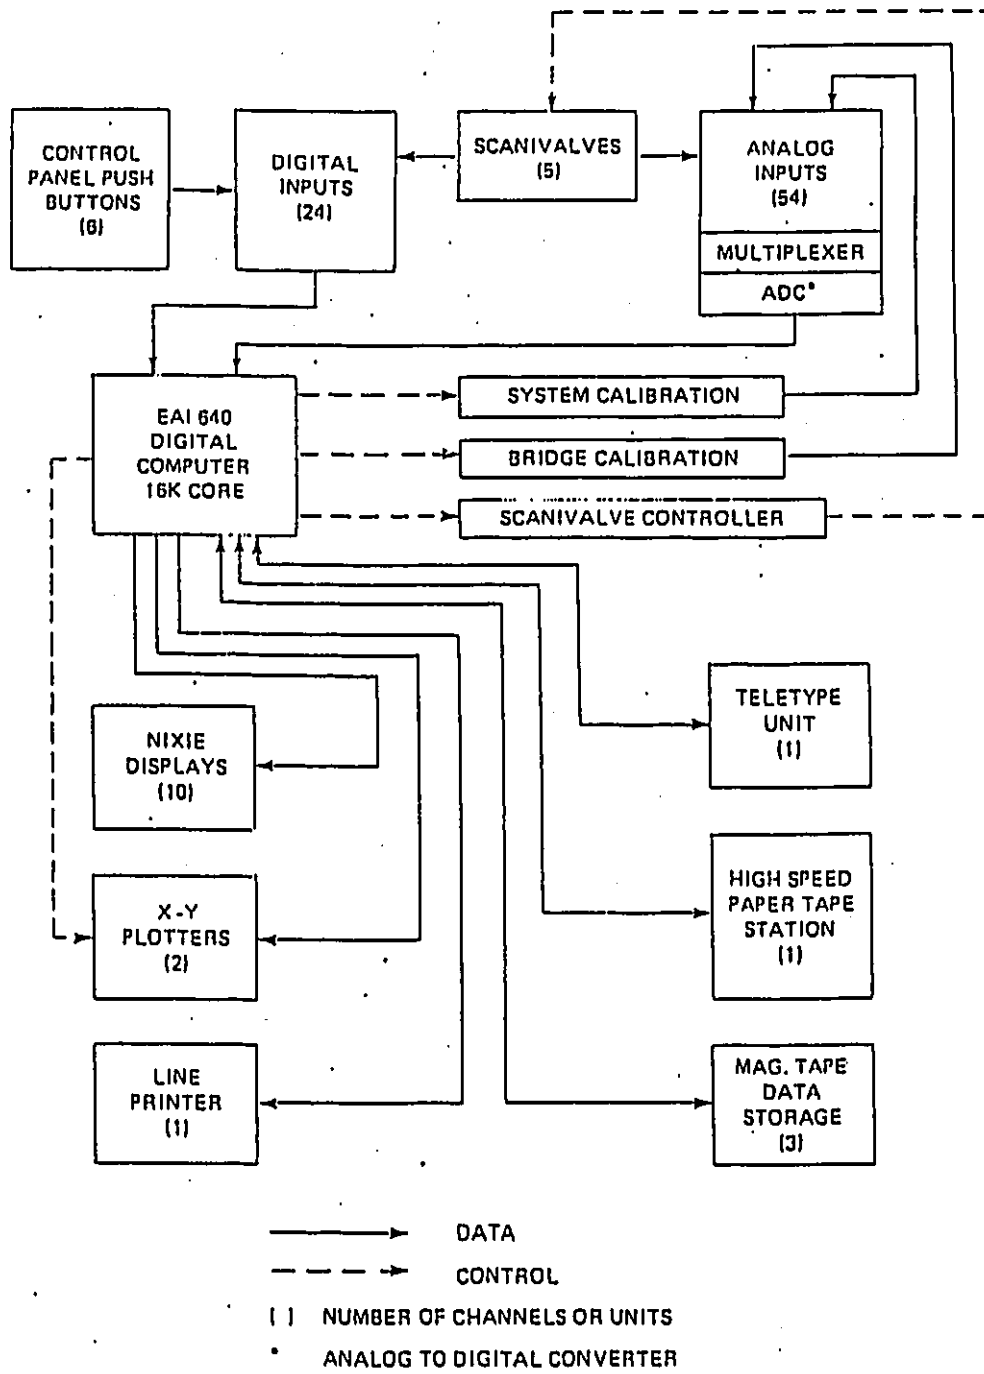 CONTROL
PANEL PUSH
BUTTONS
(6)
DIGITAL
INPUTS
(24)
SCANIVALVES
(5)
ANALOG
INPUTS
(54)
MULTIPLEXER
ADC*
EAI 640
DIGITAL
COMPUTER
16K CORE
SYSTEM CALIBRATION
BRIDGE CALIBRATION
SCANIVALVE CONTROLLER
NIXIE
DISPLAYS
(10)
X-Y
PLOTTERS
(2)
LINE
PRINTER
(1)
TELETYPE
UNIT
(1)
HIGH SPEED
PAPER TAPE
STATION
(1)
MAG. TAPE
DATA
STORAGE
(3)
DATA
CONTROL
( ) NUMBER OF CHANNELS OR UNITS
* ANALOG TO DIGITAL CONVERTER